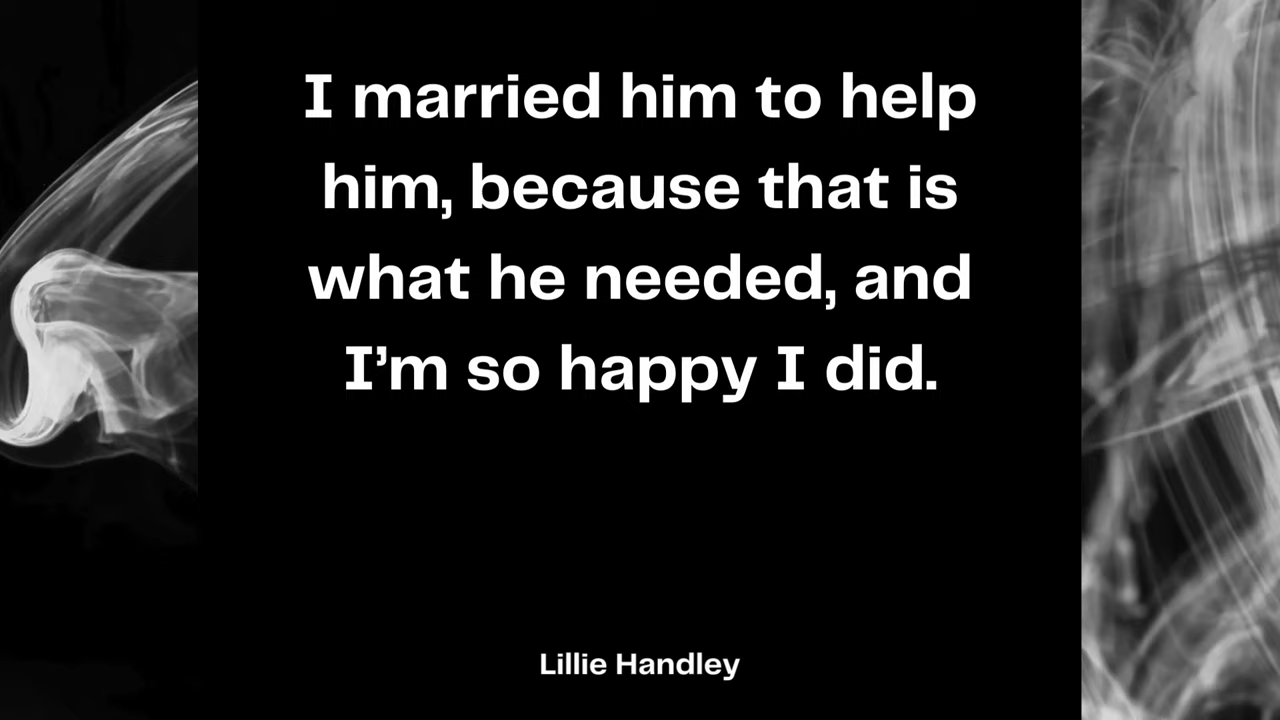 I married him to help
him, because that is
what he needed, and
I’m so happy I did.
Lillie Handley